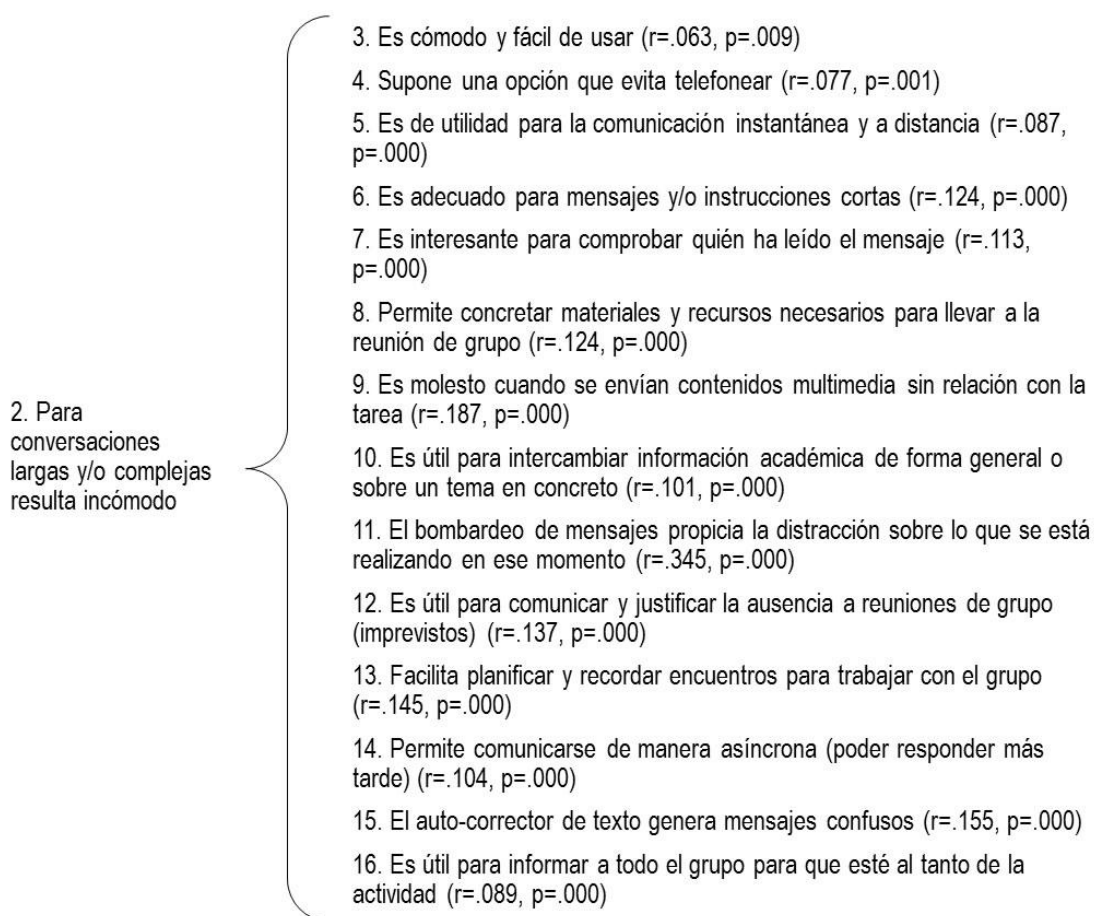 2. Para
conversaciones
largas y/o complejas
resulta incómodo
3. Es cómodo y fácil de usar (r=.063, p=.009)
4. Supone una opción que evita telefonear (r=.077, p=.001)
5. Es de utilidad para la comunicación instantánea y a distancia (r=.087,
p=.000)
6. Es adecuado para mensajes y/o instrucciones cortas (r=.124, p=.000)
7. Es interesante para comprobar quién ha leído el mensaje (r=.113,
p=.000)
8. Permite concretar materiales y recursos necesarios para llevar a la
reunión de grupo (r=.124, p=.000)
9. Es molesto cuando se envían contenidos multimedia sin relación con la
tarea (r=.187, p=.000)
10. Es útil para intercambiar información académica de forma general o
sobre un tema en concreto (r=.101, p=.000)
11. El bombardeo de mensajes propicia la distracción sobre lo que se está
realizando en ese momento (r=.345, p=.000)
12. Es útil para comunicar y justificar la ausencia a reuniones de grupo
(imprevistos) (r=.137, p=.000)
13. Facilita planificar y recordar encuentros para trabajar con el grupo
(r=.145, p=.000)
14. Permite comunicarse de manera asíncrona (poder responder más
tarde) (r=.104, p=.000)
15. El auto-corrector de texto genera mensajes confusos (r=.155, p=.000)
16. Es útil para informar a todo el grupo para que esté al tanto de la
actividad (r=.089, p=.000)